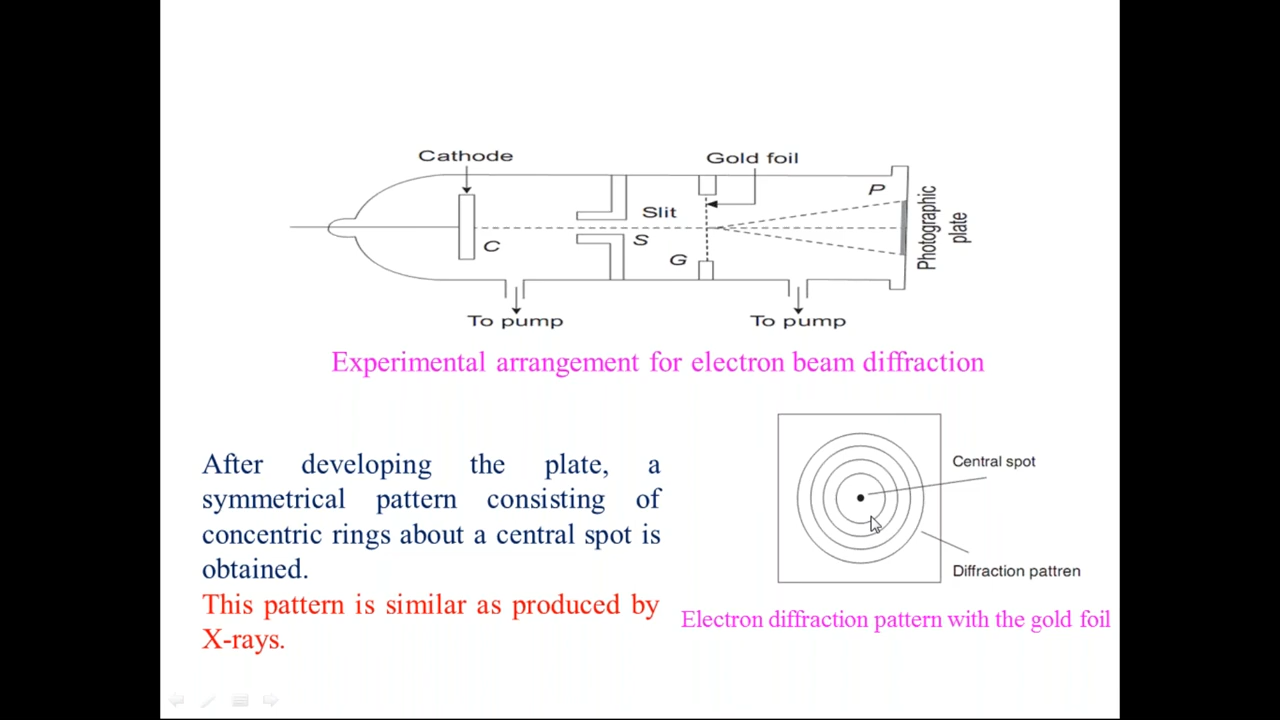 Cathode
Gold foil
P
Slit
C
S
G
Photographic
plate
To pump
To pump
Experimental arrangement for electron beam diffraction
After developing the plate, a
symmetrical pattern consisting of
concentric rings about a central spot is
obtained.
This pattern is similar as produced by
X-rays.
Central spot
Diffraction pattren
Electron diffraction pattern with the gold foil